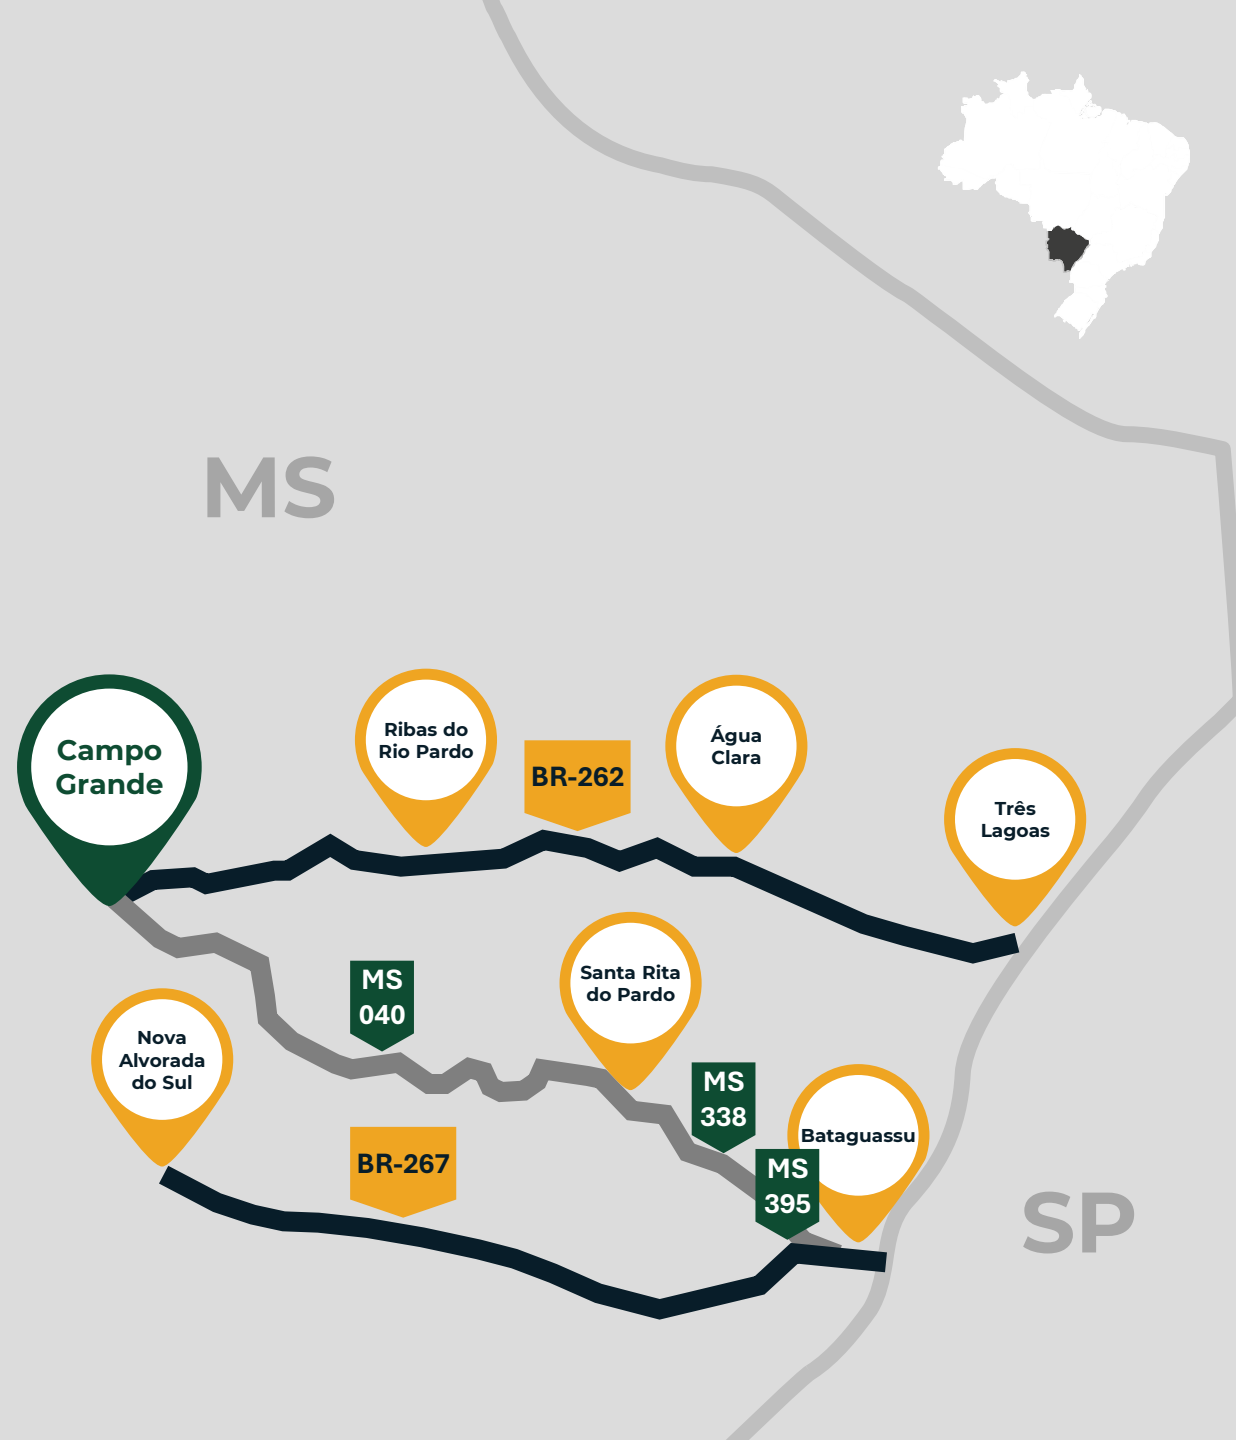 MS
Campo
Grande
Ribas do
Rio Pardo
BR-262
Água
Clara
Três
Lagoas
MS
040
Santa Rita
do Pardo
Nova
Alvorada
do Sul
MS
338
Bataguassu
BR-267
MS
395
SP